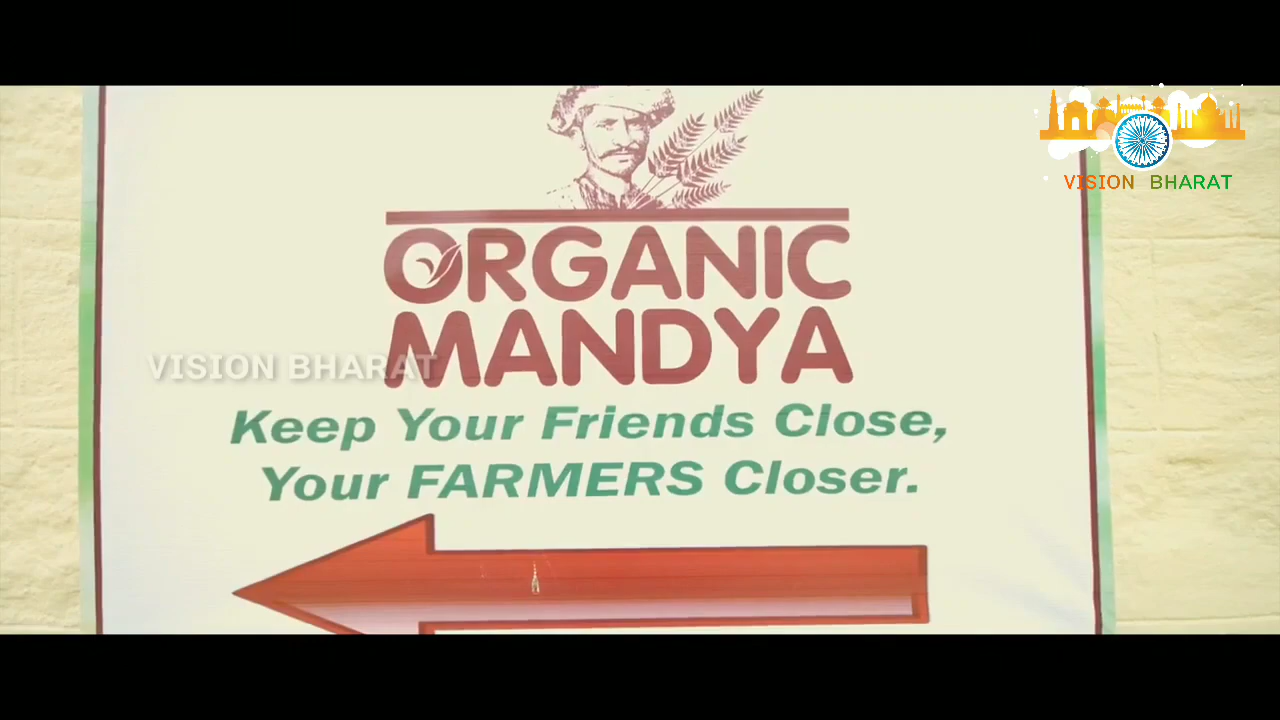 VISION BHARAT
ORGANIC
MANDYA
VISION BHARAT
Keep Your Friends Close,
Your FARMERS Closer.